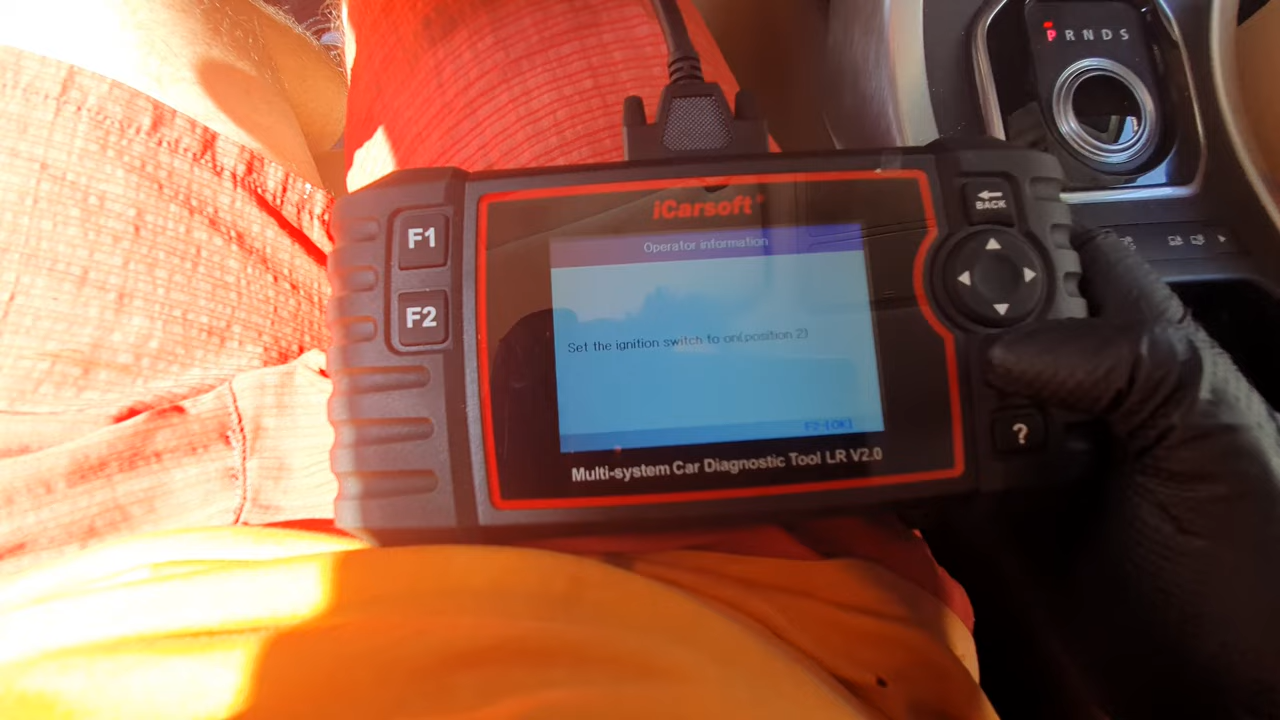 P R N D S
iCarsoft®
BACK
F1
Operator information
F2
Set the ignition switch to on(position 2)
F2-[OK]
?
Multi-system Car Diagnostic Tool LR V2.0